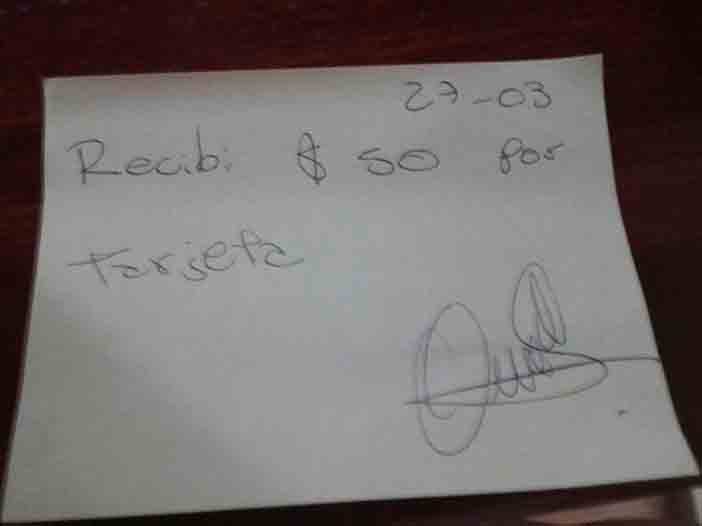 27-03
Recibi $ 50 por
Tarjeta